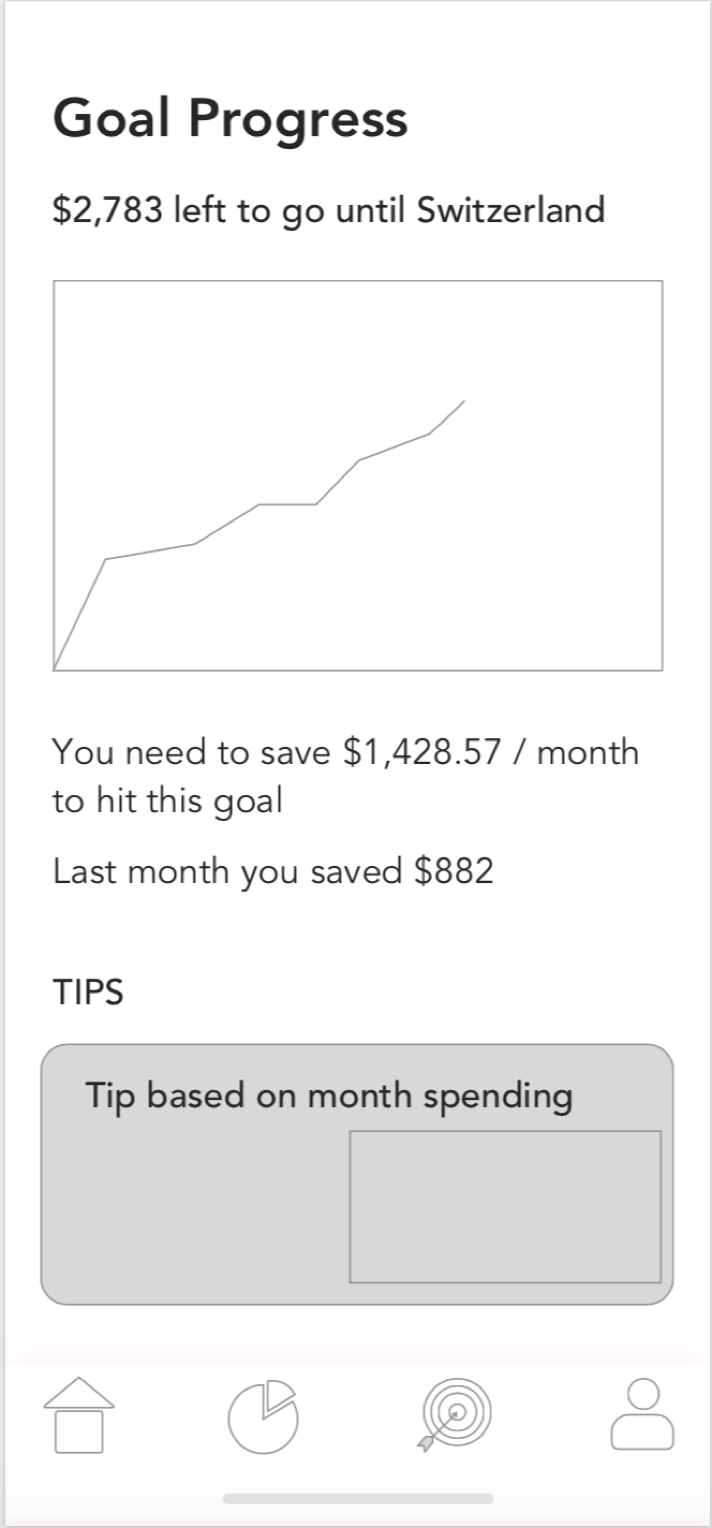 Goal Progress
$2,783 left to go until Switzerland
You need to save $1,428.57 / month
to hit this goal
Last month you saved $882
TIPS
Tip based on month spending